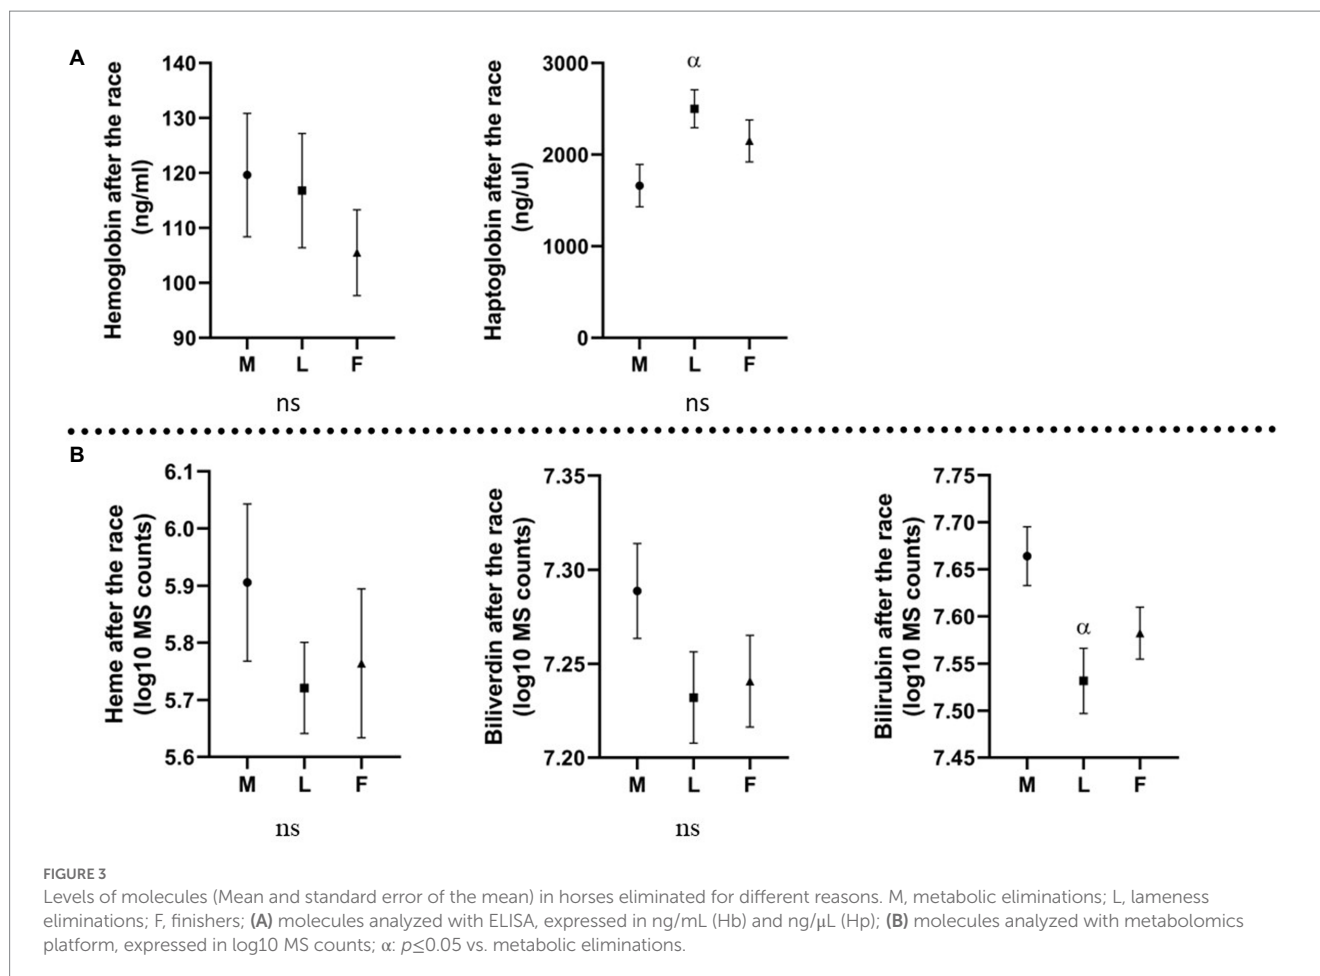 A
Hemoglobin after the race
(ng/ml)
140
130
120
110
100
90
M L F
ns
Haptoglobin after the race
(ng/ul)
3000
2000
1000
0
α
M L F
ns
B
Heme after the race
(log10 MS counts)
6.1
6.0
5.9
5.8
5.7
5.6
M L F
ns
Biliverdin after the race
(log10 MS counts)
7.35
7.30
7.25
7.20
M L F
ns
Bilirubin after the race
(log10 MS counts)
7.75
7.70
7.65
7.60
7.55
7.50
7.45
α
M L F
FIGURE 3
Levels of molecules (Mean and standard error of the mean) in horses eliminated for different reasons. M, metabolic eliminations; L, lameness
eliminations; F, finishers; (A) molecules analyzed with ELISA, expressed in ng/mL (Hb) and ng/μL (Hp); (B) molecules analyzed with metabolomics
platform, expressed in log10 MS counts; α: p≤0.05 vs. metabolic eliminations.